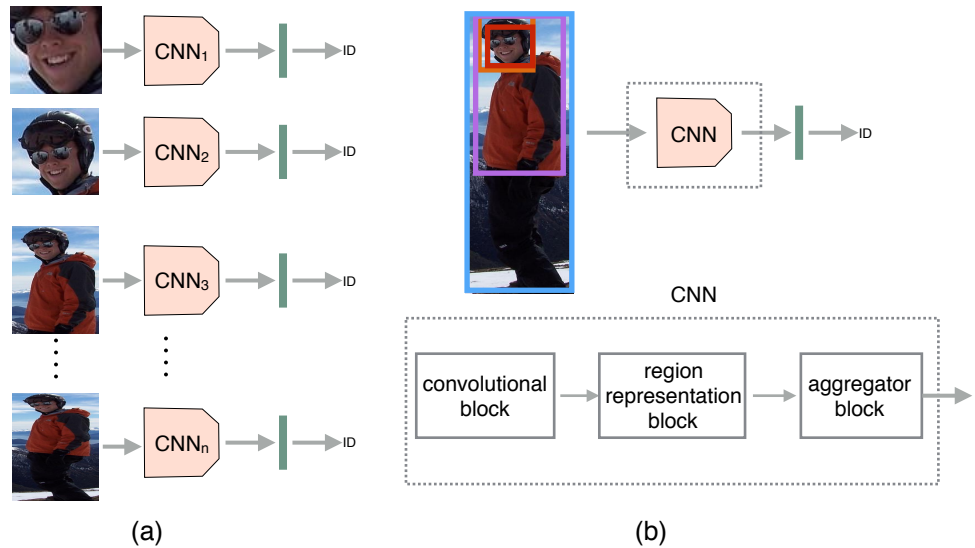 CNN1
ID
CNN2
ID
CNN3
ID
CNNn
ID
(a)
CNN
ID
CNN
convolutional
block
region
representation
block
aggregator
block
(b)